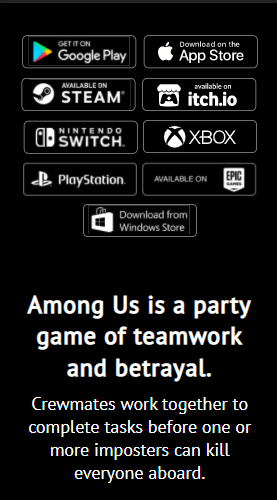 GET IT ON
Google Play
Download on the
App Store
AVAILABLE ON
STEAM
available on
itch.io
NINTENDO
SWITCH
XBOX
PlayStation
AVAILABLE ON
EPIC
GAMES
Download from
Windows Store
Among Us is a party
game of teamwork
and betrayal.
Crewmates work together to
complete tasks before one or
more imposters can kill
everyone aboard.